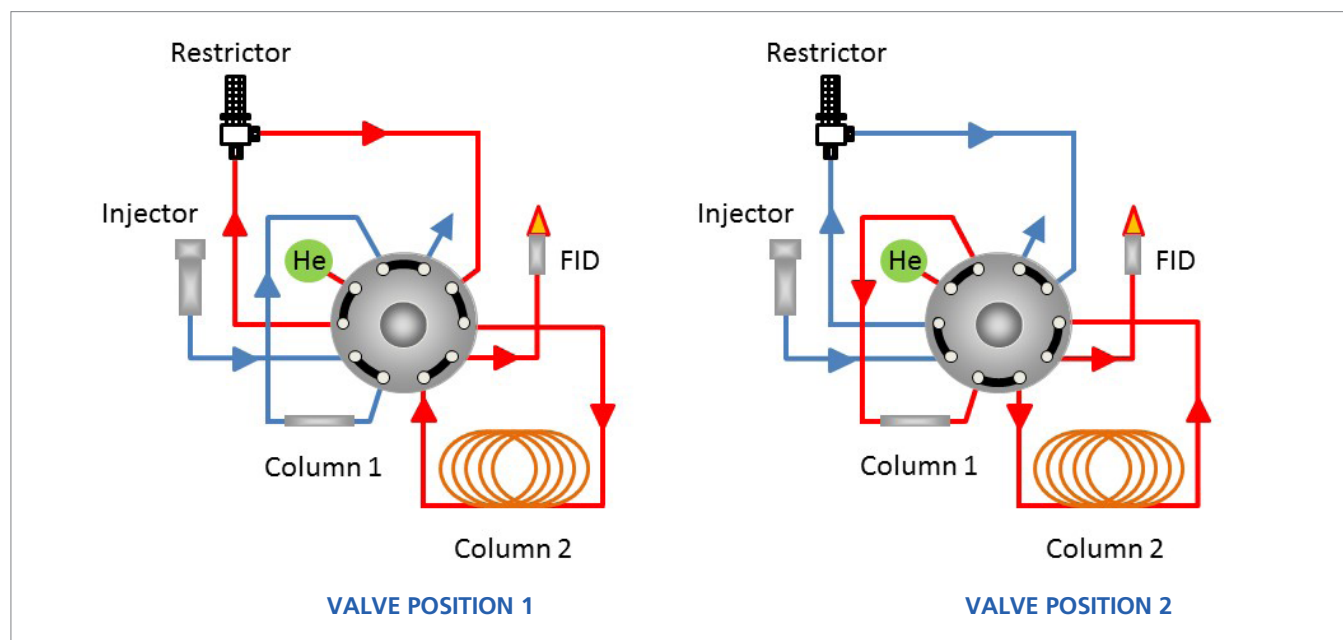 Restrictor
Injector
He
FID
Column 1
Column 2
VALVE POSITION 1
Restrictor
Injector
He
FID
Column 1
Column 2
VALVE POSITION 2